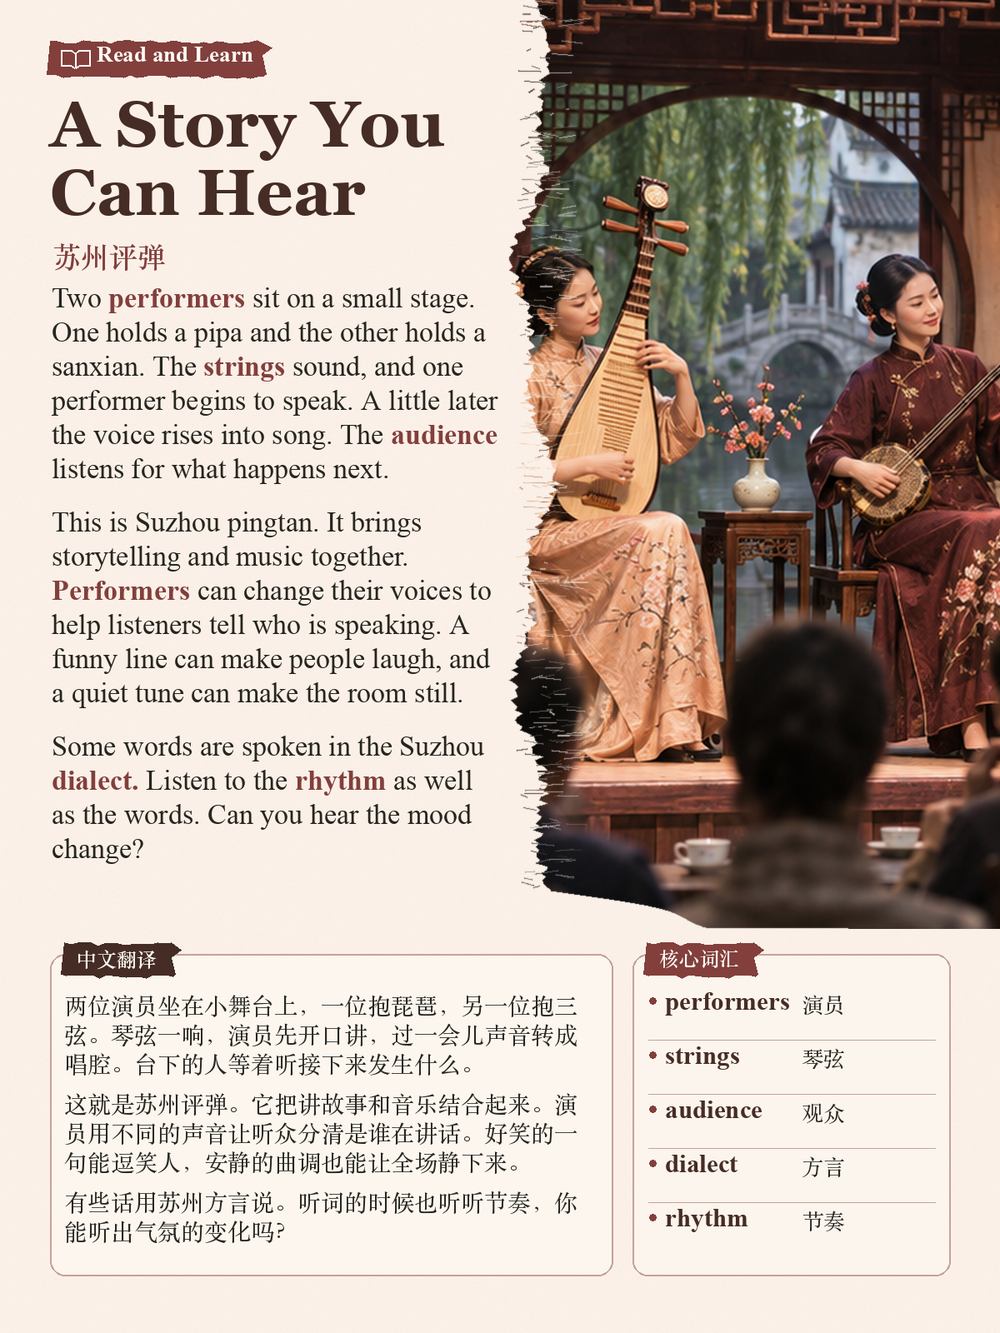 Read and Learn
A Story You
Can Hear
苏州评弹
Two performers sit on a small stage.
One holds a pipa and the other holds a
sanxian. The strings sound, and one
performer begins to speak. A little later
the voice rises into song. The audience
listens for what happens next.
This is Suzhou pingtan. It brings
storytelling and music together.
Performers can change their voices to
help listeners tell who is speaking. A
funny line can make people laugh, and
a quiet tune can make the room still.
Some words are spoken in the Suzhou
dialect. Listen to the rhythm as well
as the words. Can you hear the mood
change?
中文翻译
两位演员坐在小舞台上，一位抱琵琶，另一位抱三
弦。琴弦一响，演员先开口讲，过一会儿声音转成
唱腔。台下的人等着听接下来发生什么。
这就是苏州评弹。它把讲故事和音乐结合起来。演
员用不同的声音让听众分清是谁在讲话。好笑的一
句能逗笑人，安静的曲调也能让全场静下来。
有些话用苏州方言说。听词的时候也听听节奏，你
能听出气氛的变化吗?
核心词汇
• performers 演员
• strings 琴弦
• audience 观众
• dialect 方言
• rhythm 节奏